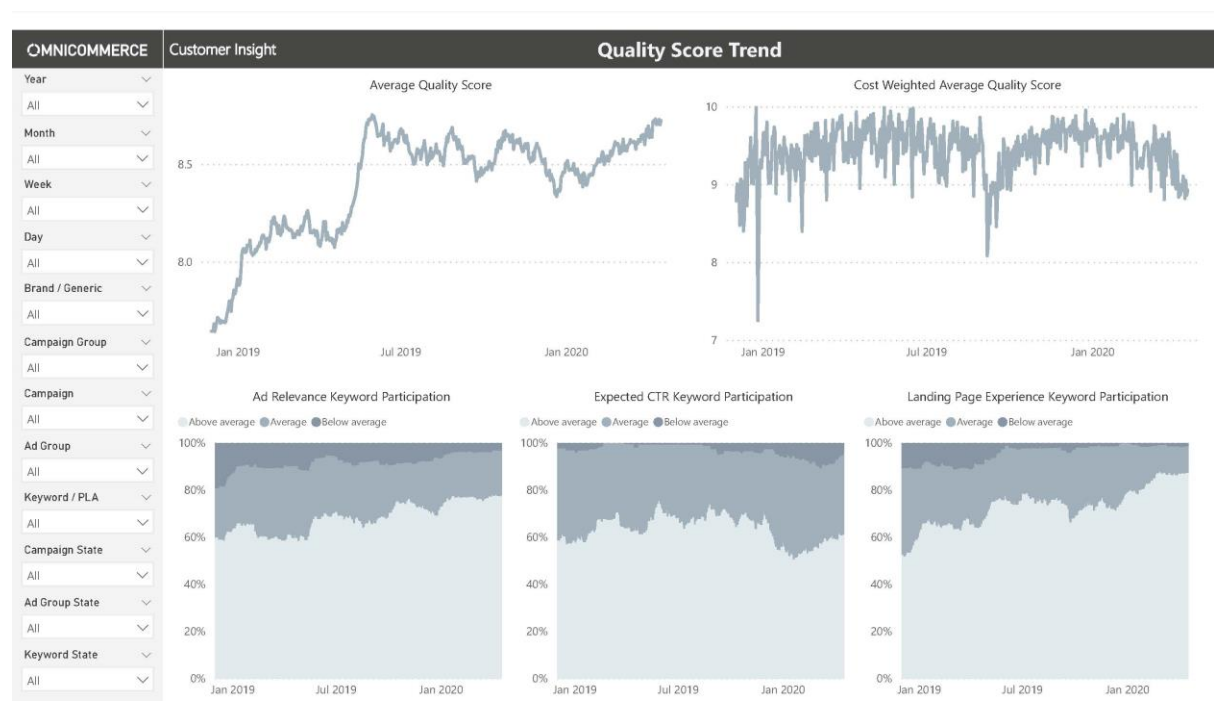 OMNICOMMERCE
Customer Insight
Quality Score Trend
Year
All
Month
All
Week
All
Day
All
Brand / Generic
All
Campaign Group
All
Campaign
All
Ad Group
All
Keyword / PLA
All
Campaign State
All
Ad Group State
All
Keyword State
All
Average Quality Score
8.5
8.0
Jan 2019 Jul 2019 Jan 2020
Cost Weighted Average Quality Score
10
9
8
7
Jan 2019 Jul 2019 Jan 2020
Ad Relevance Keyword Participation
Above average Average Below average
100%
80%
60%
40%
20%
0%
Jan 2019 Jul 2019 Jan 2020
Expected CTR Keyword Participation
Above average Average Below average
100%
80%
60%
40%
20%
0%
Jan 2019 Jul 2019 Jan 2020
Landing Page Experience Keyword Participation
Above average Average Below average
100%
80%
60%
40%
20%
0%
Jan 2019 Jul 2019 Jan 2020